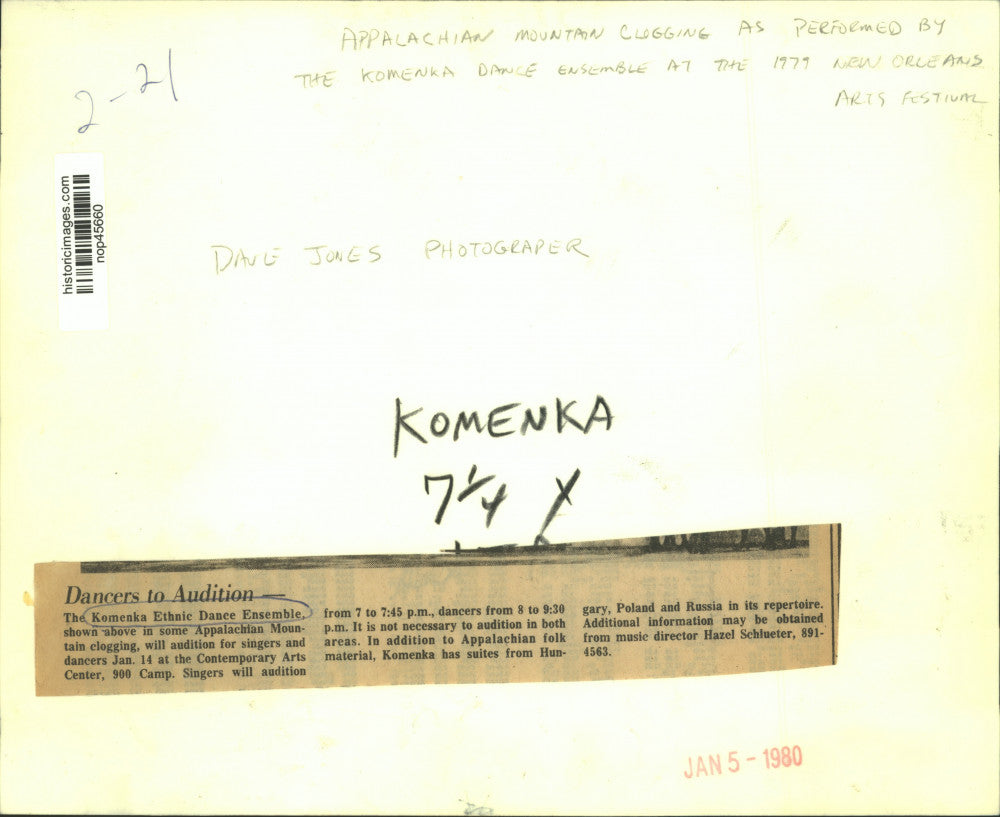 APPALACHIAN MOUNTAIN CLOGGING AS PERFORMED BY
THE KOMENKA DANCE ENSEMBLE AT THE 1979 NEW ORLEANS
ARTS FESTIVAL
2-21
historicimages.com
nop45660
DAVE JONES PHOTOGRAPER
KOMENKA
7 1/4
Dancers to Audition —
The Komenka Ethnic Dance Ensemble,
shown above in some Appalachian Moun-
tain clogging, will audition for singers and
dancers Jan. 14 at the Contemporary Arts
Center, 900 Camp. Singers will audition
from 7 to 7:45 p.m., dancers from 8 to 9:30
p.m. It is not necessary to audition in both
areas. In addition to Appalachian folk
material, Komenka has suites from Hun-
gary, Poland and Russia in its repertoire.
Additional information may be obtained
from music director Hazel Schlueter, 891-
4563.
JAN 5 - 1980